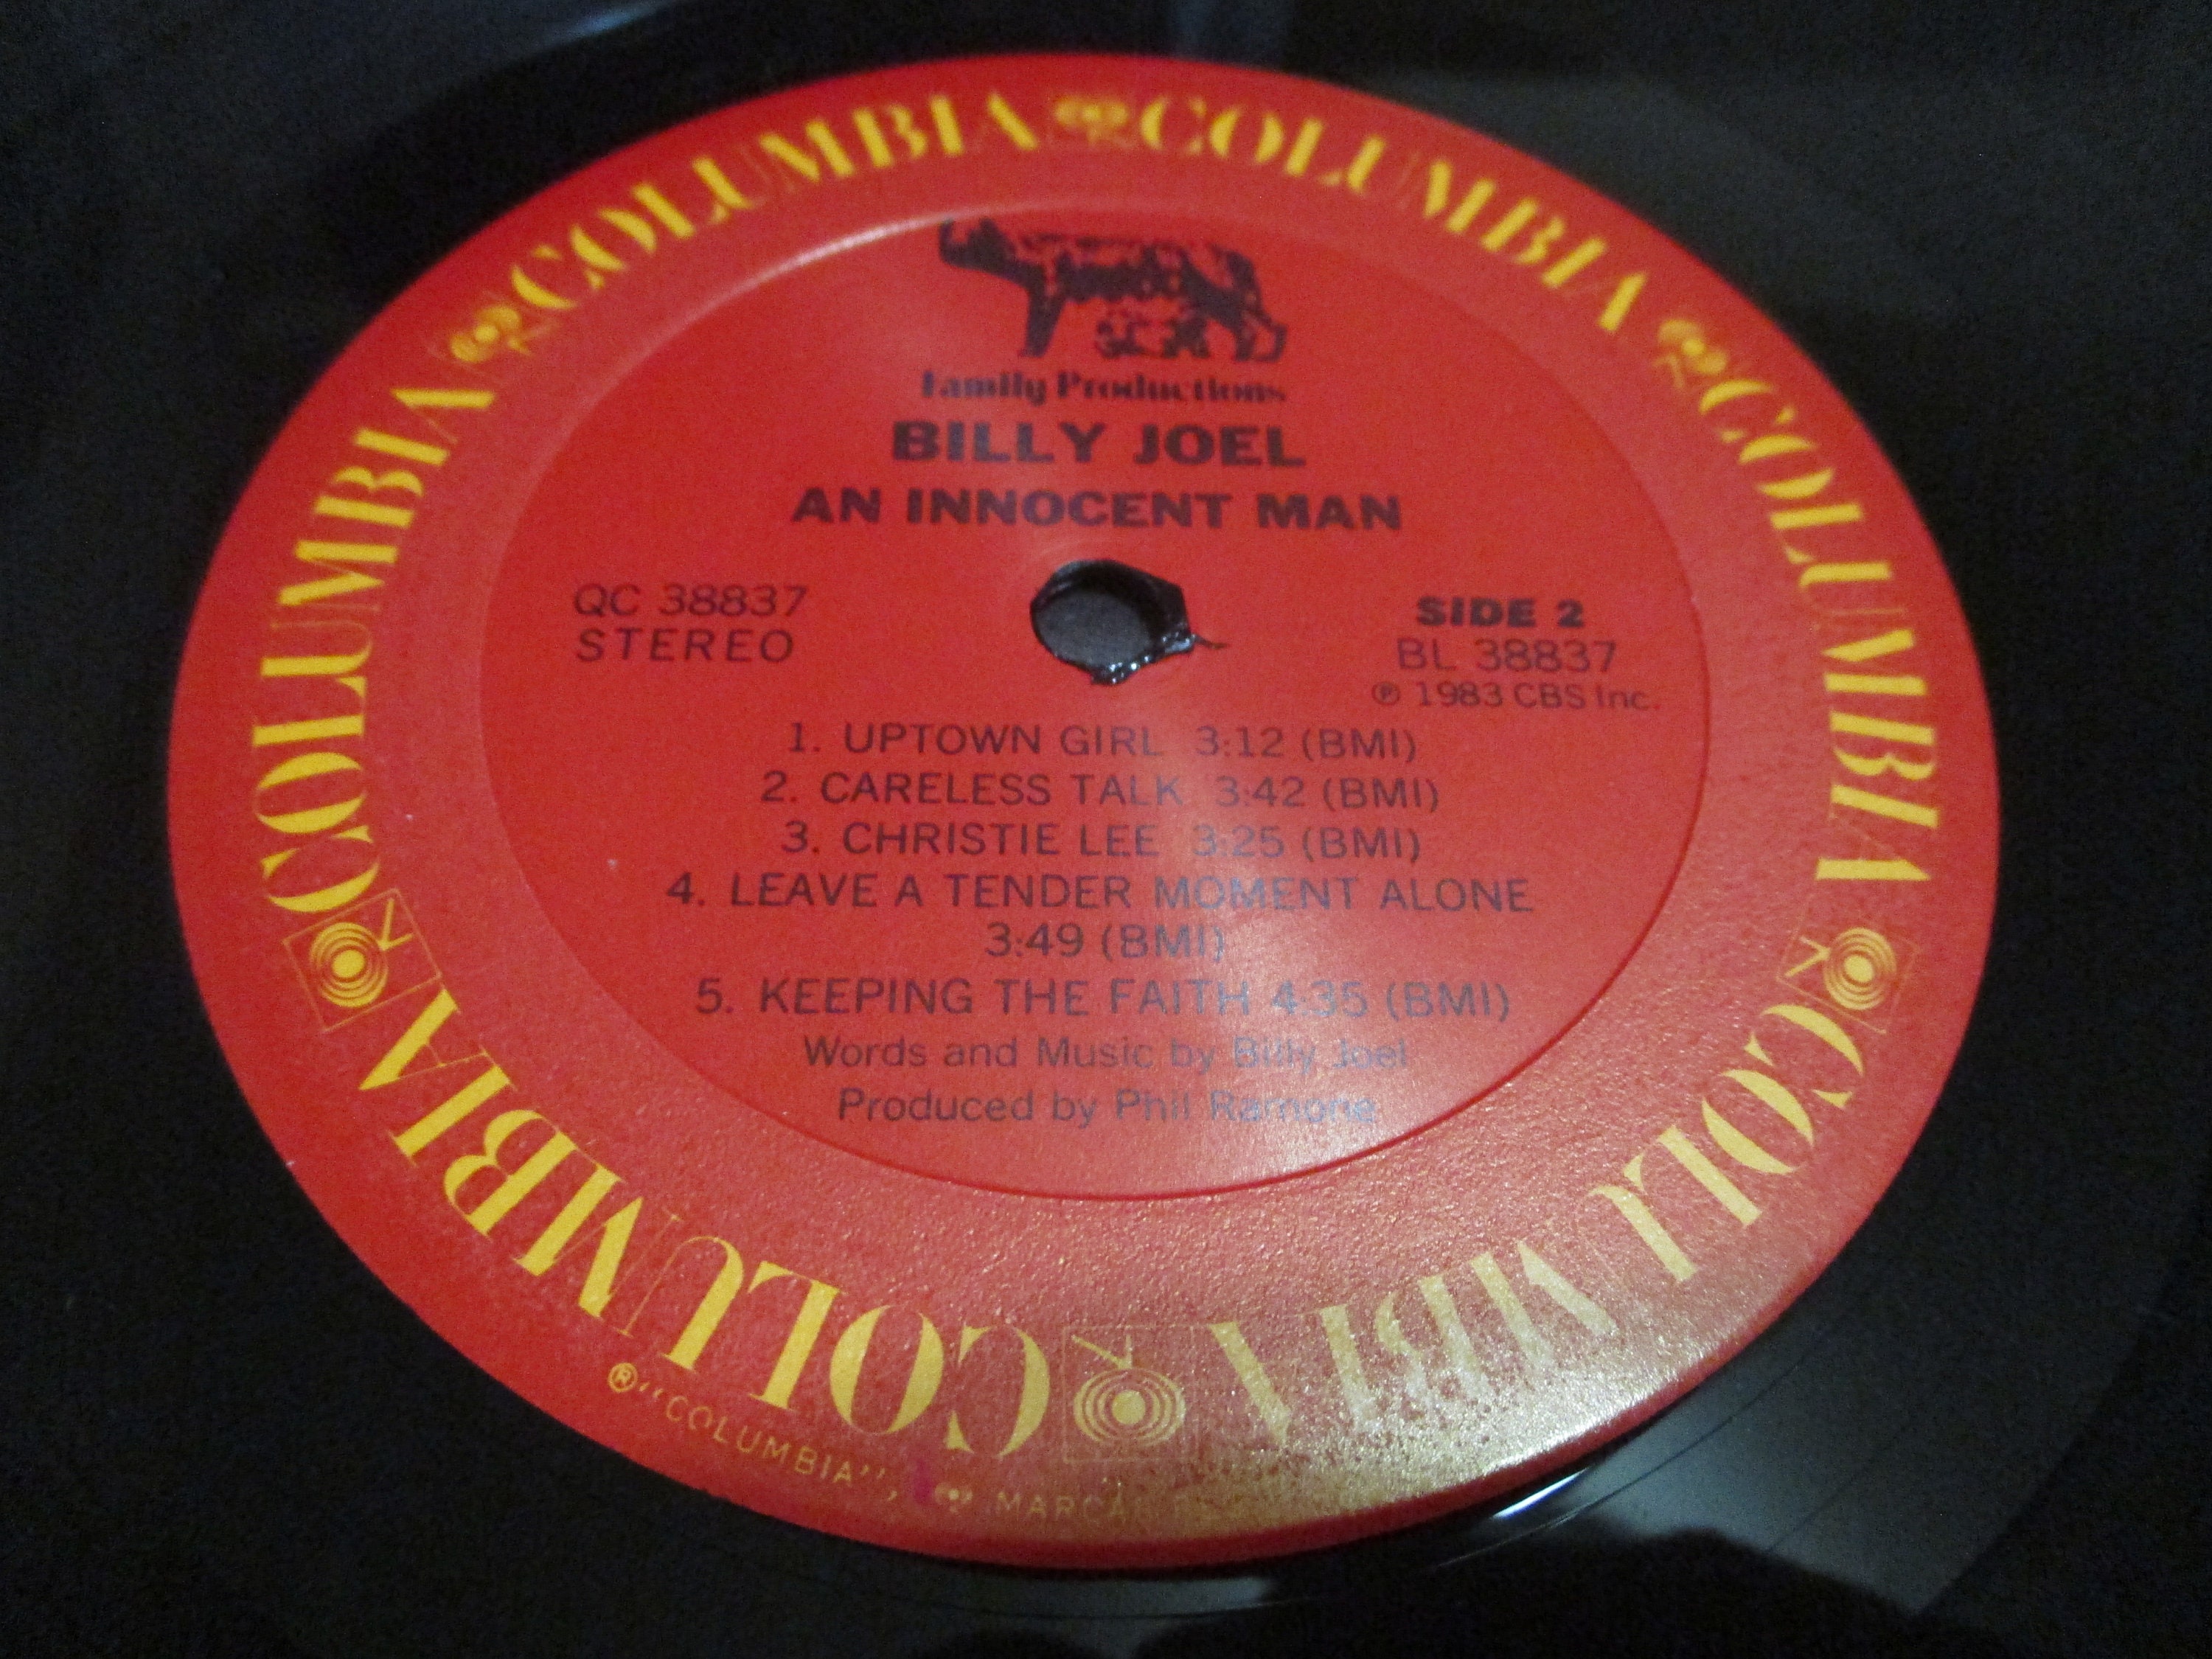 COLUMBIA COLUMBIA COLUMBIA COLUMBIA COLUMBIA COLUMBIA
Family Productions
BILLY JOEL
AN INNOCENT MAN
QC 38837
STEREO
SIDE 2
BL 38837
℗ 1983 CBS Inc.
1. UPTOWN GIRL 3:12 (BMI)
2. CARELESS TALK 3:42 (BMI)
3. CHRISTIE LEE 3:25 (BMI)
4. LEAVE A TENDER MOMENT ALONE
3:49 (BMI)
5. KEEPING THE FAITH 4:35 (BMI)
Words and Music by Billy Joel
Produced by Phil Ramone
® "COLUMBIA",